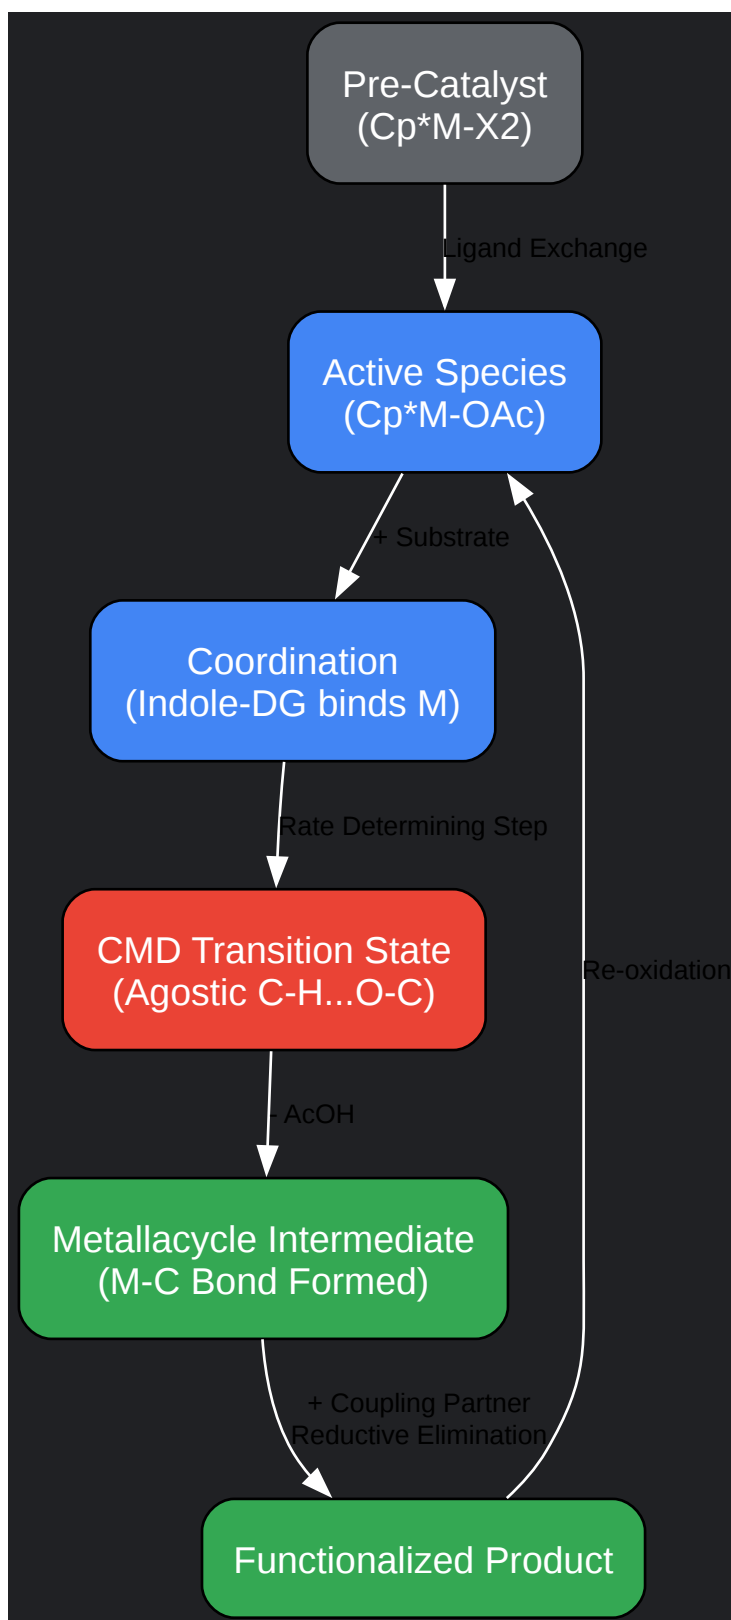 Pre-Catalyst
(Cp*M-X2)
Ligand Exchange
Active Species
(Cp*M-OAc)
+ Substrate
Coordination
(Indole-DG binds M)
Rate Determining Step
CMD Transition State
(Agostic C-H...O-C)
Re-oxidation
- AcOH
Metallacycle Intermediate
(M-C Bond Formed)
+ Coupling Partner
Reductive Elimination
Functionalized Product